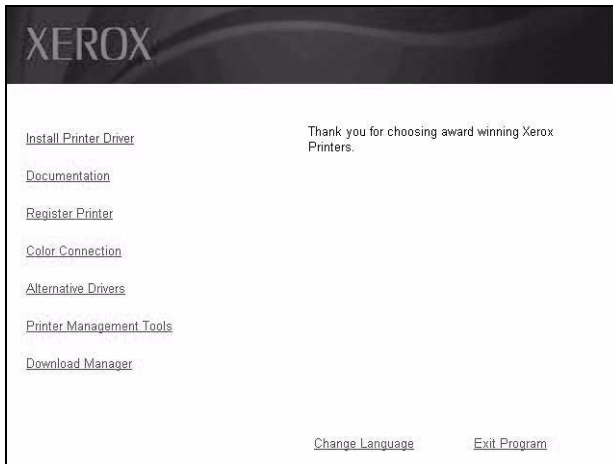 XEROX
Install Printer Driver
Documentation
Register Printer
Color Connection
Alternative Drivers
Printer Management Tools
Download Manager
Thank you for choosing award winning Xerox
Printers.
Change Language
Exit Program